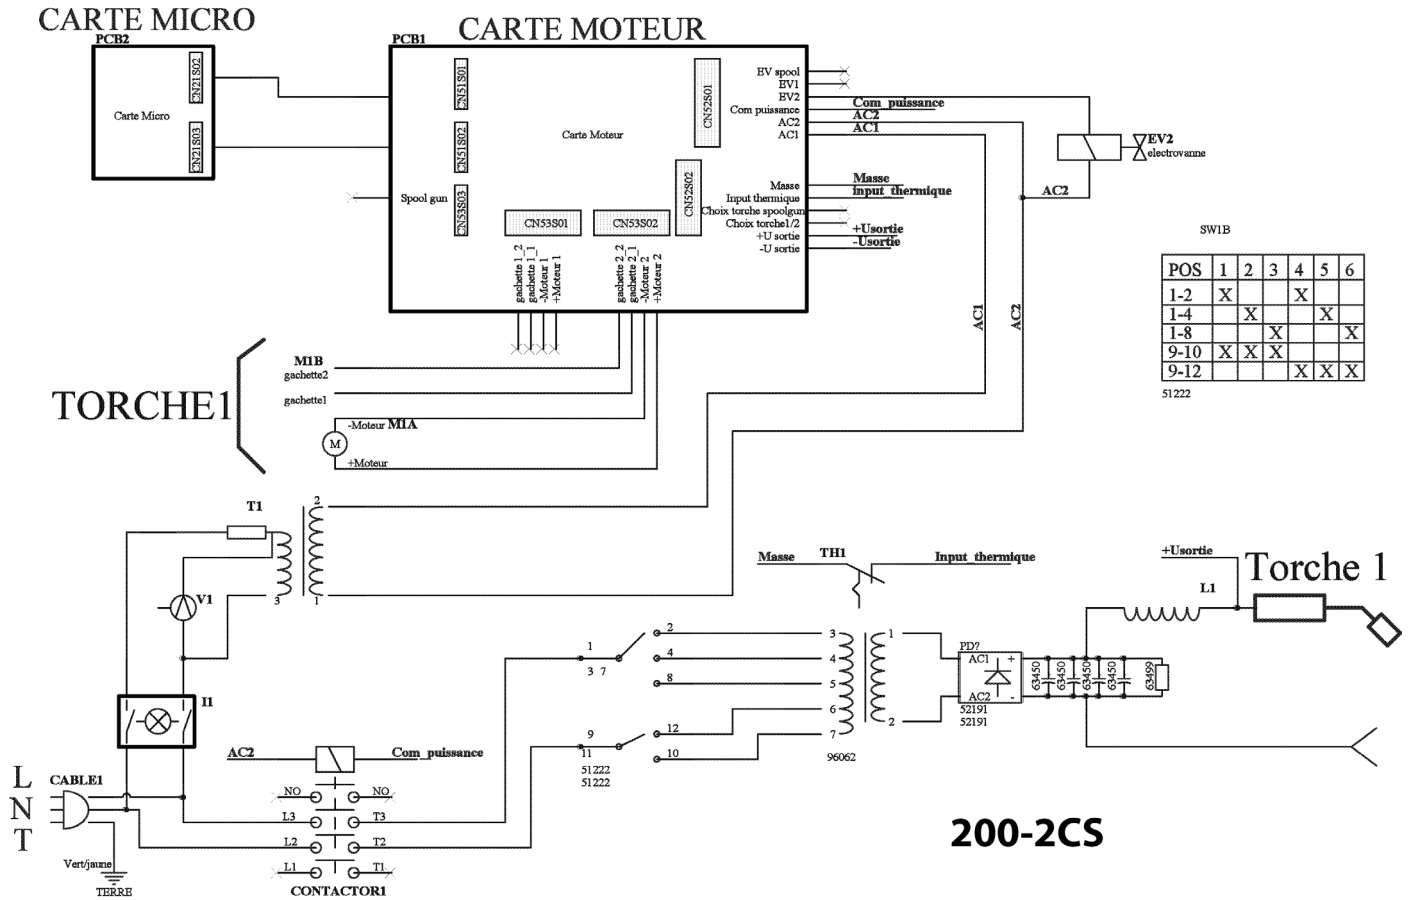 CARTE MICRO
CARTE MOTEUR
PCB2
PCB1
CN21S02
Carte Micro
CN21S03
CN51S01
CN51S02
CN53S03
Spool gun
Carte Moteur
CN52S01
CN52S02
CN53S01
CN53S02
EV spool
EV1
EV2
Com puissance
AC2
AC1
Com_puissance
AC2
AC1
Masse
Input thermique
Choix torche spoolgun
Choix torche1/2
+U sortie
-U sortie
Masse
input_thermique
+Usortie
-Usortie
gachette 1_2
gachette 1_1
-Moteur 1
+Moteur 1
gachette 2_2
gachette 2_1
-Moteur 2
+Moteur 2
EV2
electrovanne
AC2
AC1
AC2
SW1B
POS 1 2 3 4 5 6
1-2 X X
1-4 X X
1-8 X X
9-10 X X X
9-12 X X X
51222
TORCHE1
M1B
gachette2
gachette1
-Moteur M1A
M
+Moteur
T1
2
3
1
V1
I1
Masse
TH1
Input_thermique
+Usortie
L1
Torche 1
1
3 7
2
4
8
9
11
12
10
51222
51222
3
4
5
6
7
1
2
96062
PD?
AC1 +
AC2 -
52191
52191
63450
63450
63450
63450
63499
AC2
Com_puissance
NO
NO
L3
T3
L2
T2
L1
T1
CONTACTOR1
L
N
T
CABLE1
Vert/jaune
TERRE
200-2CS